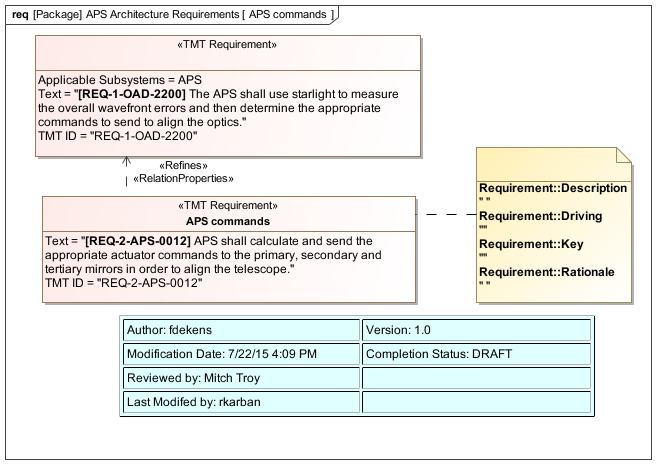 req [Package] APS Architecture Requirements [ APS commands ]
«TMT Requirement»
Applicable Subsystems = APS
Text = "[REQ-1-OAD-2200] The APS shall use starlight to measure
the overall wavefront errors and then determine the appropriate
commands to send to align the optics."
TMT ID = "REQ-1-OAD-2200"
«Refines»
«RelationProperties»
«TMT Requirement»
APS commands
Text = "[REQ-2-APS-0012] APS shall calculate and send the
appropriate actuator commands to the primary, secondary and
tertiary mirrors in order to align the telescope."
TMT ID = "REQ-2-APS-0012"
Requirement::Description
" "
Requirement::Driving
""
Requirement::Key
""
Requirement::Rationale
" "
Author: fdekens
Version: 1.0
Modification Date: 7/22/15 4:09 PM
Completion Status: DRAFT
Reviewed by: Mitch Troy
Last Modifed by: rkarban